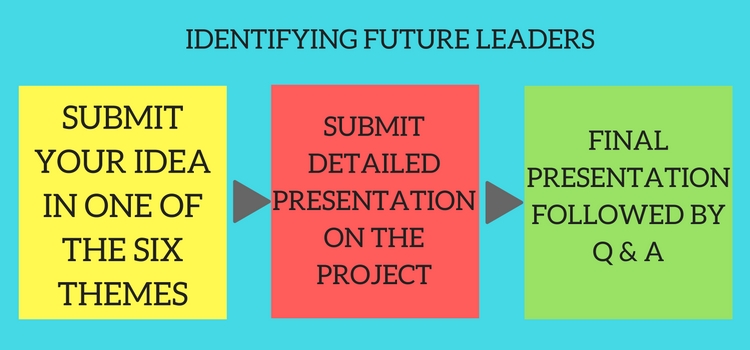 IDENTIFYING FUTURE LEADERS
SUBMIT
YOUR IDEA
IN ONE OF
THE SIX
THEMES
SUBMIT
DETAILED
PRESENTATION
ON THE
PROJECT
FINAL
PRESENTATION
FOLLOWED BY
Q & A